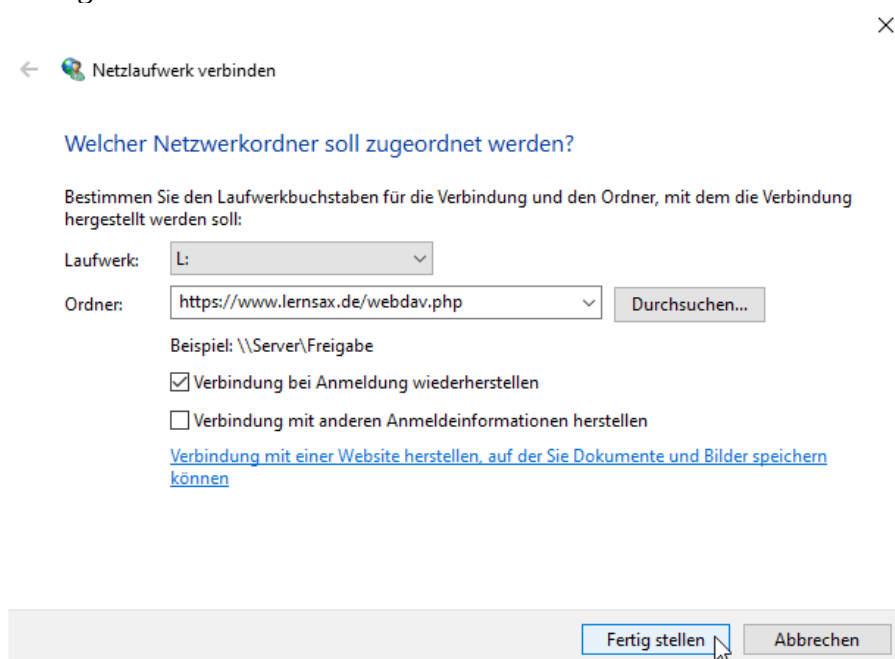 Netzlaufwerk verbinden
Welcher Netzwerkordner soll zugeordnet werden?
Bestimmen Sie den Laufwerkbuchstaben für die Verbindung und den Ordner, mit dem die Verbindung
hergestellt werden soll:
Laufwerk: L:
Ordner: https://www.lernsax.de/webdav.php Durchsuchen...
Beispiel: \\Server\Freigabe
Verbindung bei Anmeldung wiederherstellen
Verbindung mit anderen Anmeldeinformationen herstellen
Verbindung mit einer Website herstellen, auf der Sie Dokumente und Bilder speichern
können
Fertig stellen Abbrechen